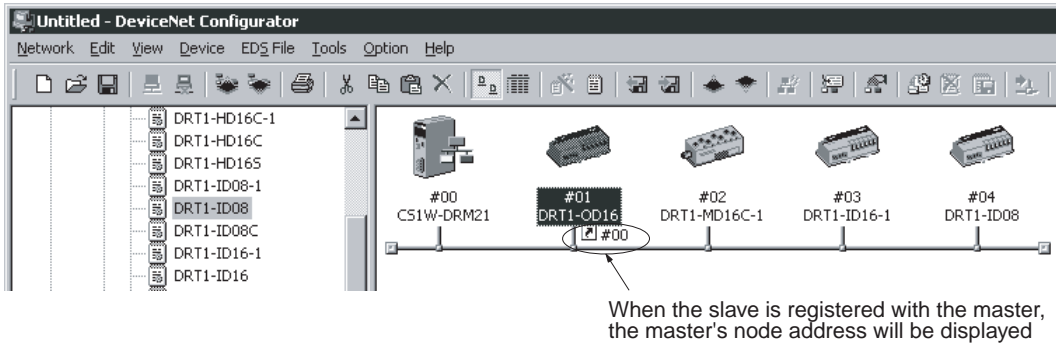 Untitled - DeviceNet Configurator
Network Edit View Device EDS File Tools Option Help
DRT1-HD16C-1
DRT1-HD16C
DRT1-HD16S
DRT1-ID08-1
DRT1-ID08
DRT1-ID08C
DRT1-ID16-1
DRT1-ID16
#00
CS1W-DRM21
#01
DRT1-OD16
#00
#02
DRT1-MD16C-1
#03
DRT1-ID16-1
#04
DRT1-ID08
When the slave is registered with the master,
the master's node address will be displayed